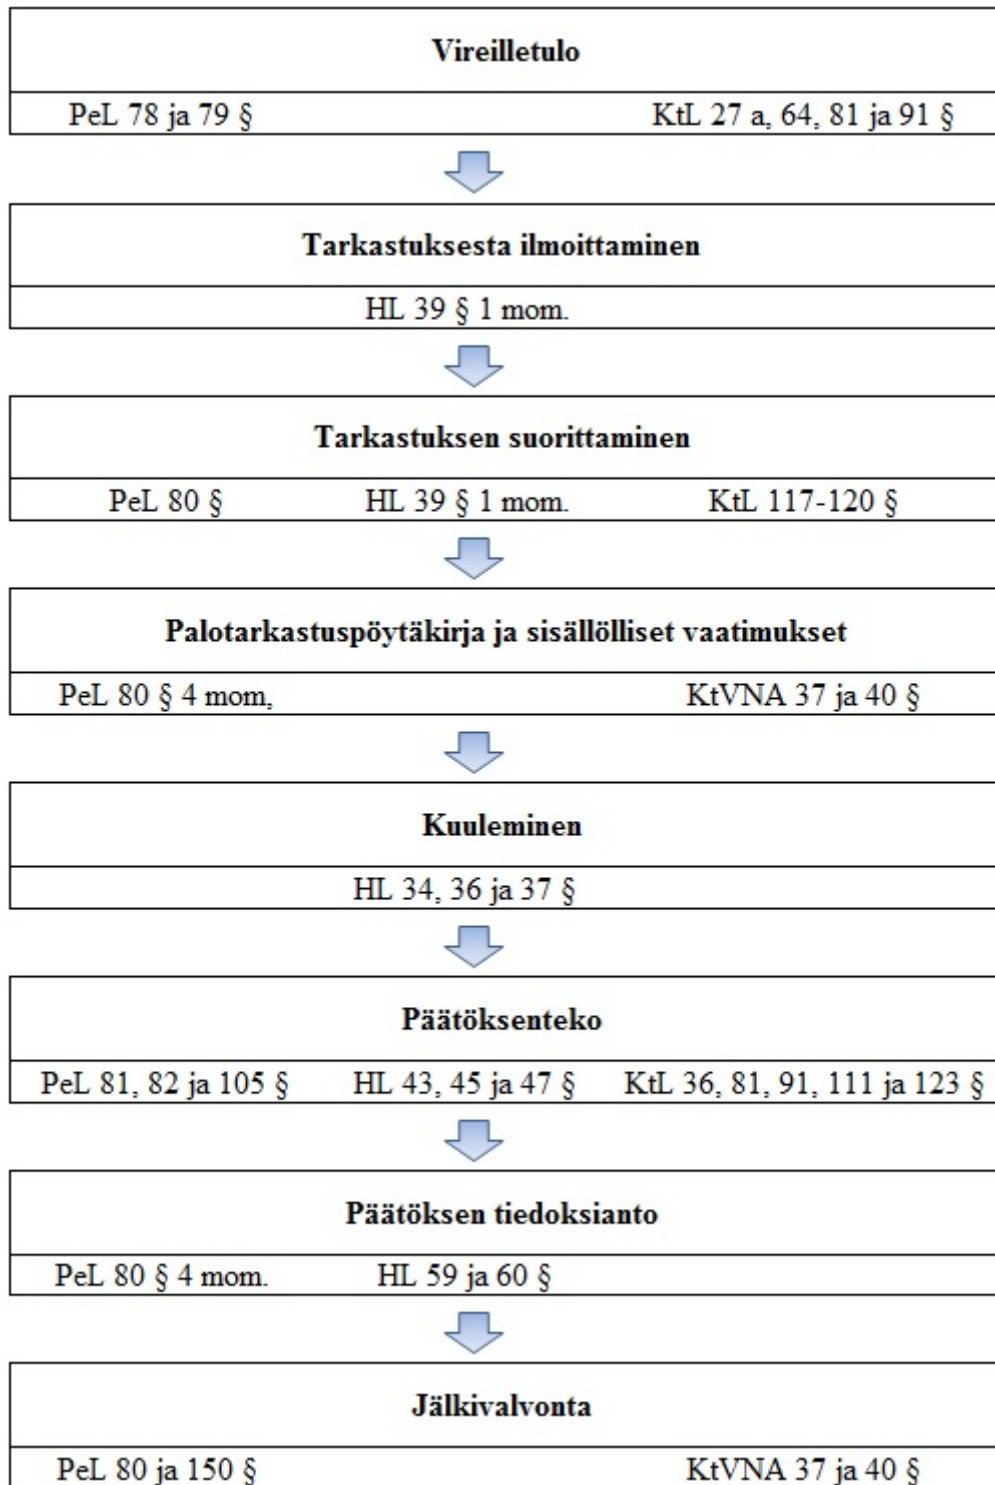 Vireilletulo
PeL 78 ja 79 § KtL 27 a, 64, 81 ja 91 §
Tarkastuksesta ilmoittaminen
HL 39 § 1 mom.
Tarkastuksen suorittaminen
PeL 80 § HL 39 § 1 mom. KtL 117-120 §
Palotarkastuspöytäkirja ja sisällölliset vaatimukset
PeL 80 § 4 mom, KtVNA 37 ja 40 §
Kuuleminen
HL 34, 36 ja 37 §
Päätöksenteko
PeL 81, 82 ja 105 § HL 43, 45 ja 47 § KtL 36, 81, 91, 111 ja 123 §
Päätöksen tiedoksianto
PeL 80 § 4 mom. HL 59 ja 60 §
Jälkivalvonta
PeL 80 ja 150 § KtVNA 37 ja 40 §